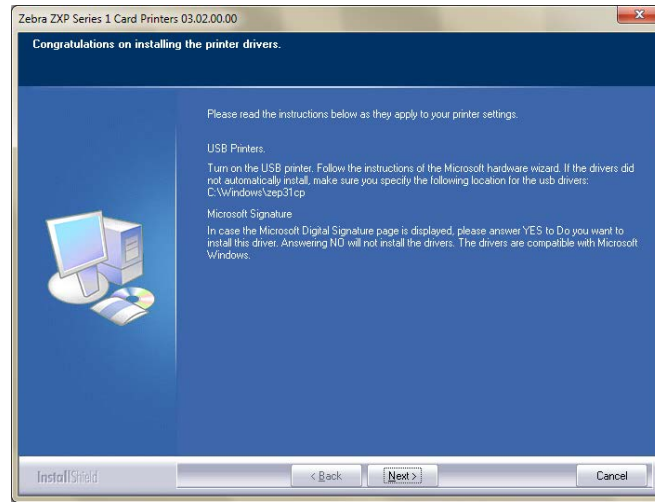 Zebra ZXP Series 1 Card Printers 03.02.00.00
Congratulations on installing the printer drivers.
Please read the instructions below as they apply to your printer settings.
USB Printers.
Turn on the USB printer. Follow the instructions of the Microsoft hardware wizard. If the drivers did
not automatically install, make sure you specify the following location for the usb drivers:
C:\Windows\zep31cp
Microsoft Signature
In case the Microsoft Digital Signature page is displayed, please answer YES to Do you want to
install this driver. Answering NO will not install the drivers. The drivers are compatible with Microsoft
Windows.
InstallShield
< Back
Next >
Cancel